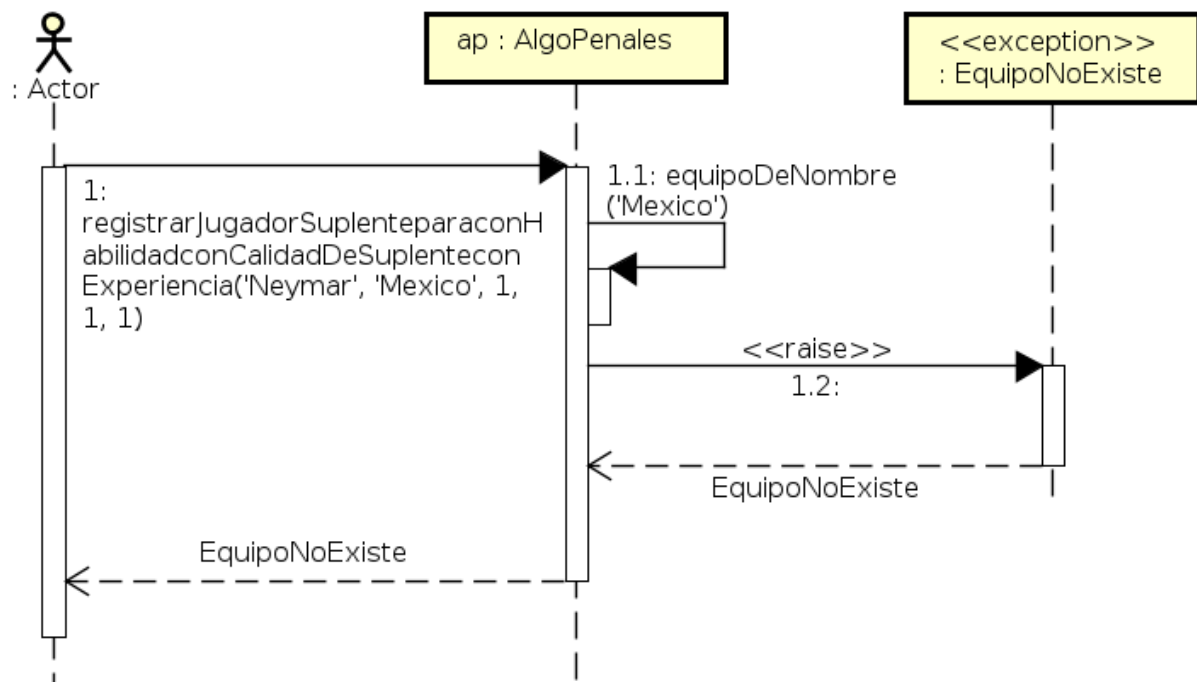 : Actor
ap : AlgoPenales
<<exception>>
: EquipoNoExiste
1:
registrarJugadorSuplenteparaconH
abilidadconCalidadDeSuplentecon
Experiencia('Neymar', 'Mexico', 1,
1, 1)
1.1: equipoDeNombre
('Mexico')
<<raise>>
1.2:
EquipoNoExiste
EquipoNoExiste